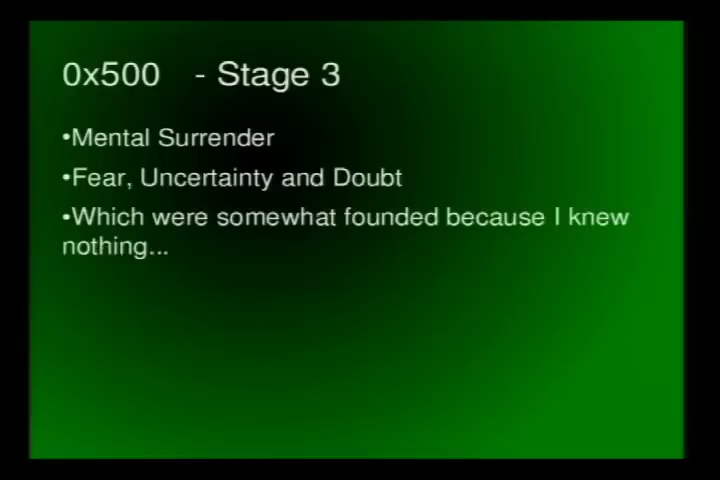 0x500 - Stage 3
•Mental Surrender
•Fear, Uncertainty and Doubt
•Which were somewhat founded because I knew
nothing...